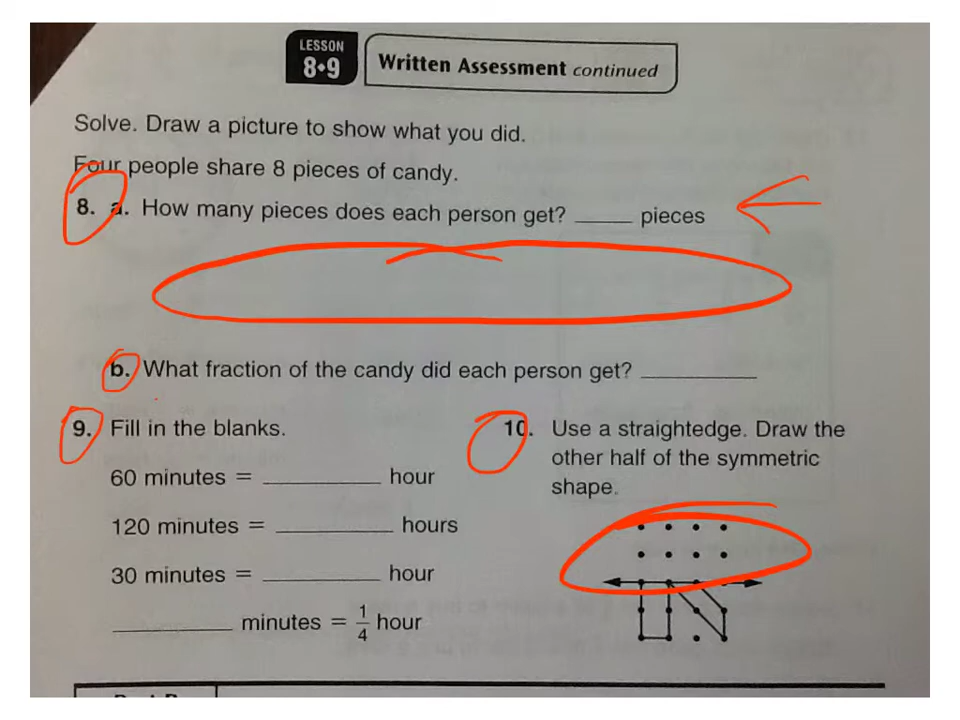 LESSON
8•9
Written Assessment continued
Solve. Draw a picture to show what you did.
Four people share 8 pieces of candy.
8. a. How many pieces does each person get? _____ pieces
b. What fraction of the candy did each person get? __________
9. Fill in the blanks.
60 minutes = __________ hour
120 minutes = __________ hours
30 minutes = __________ hour
__________ minutes = 1/4 hour
10. Use a straightedge. Draw the
other half of the symmetric
shape.